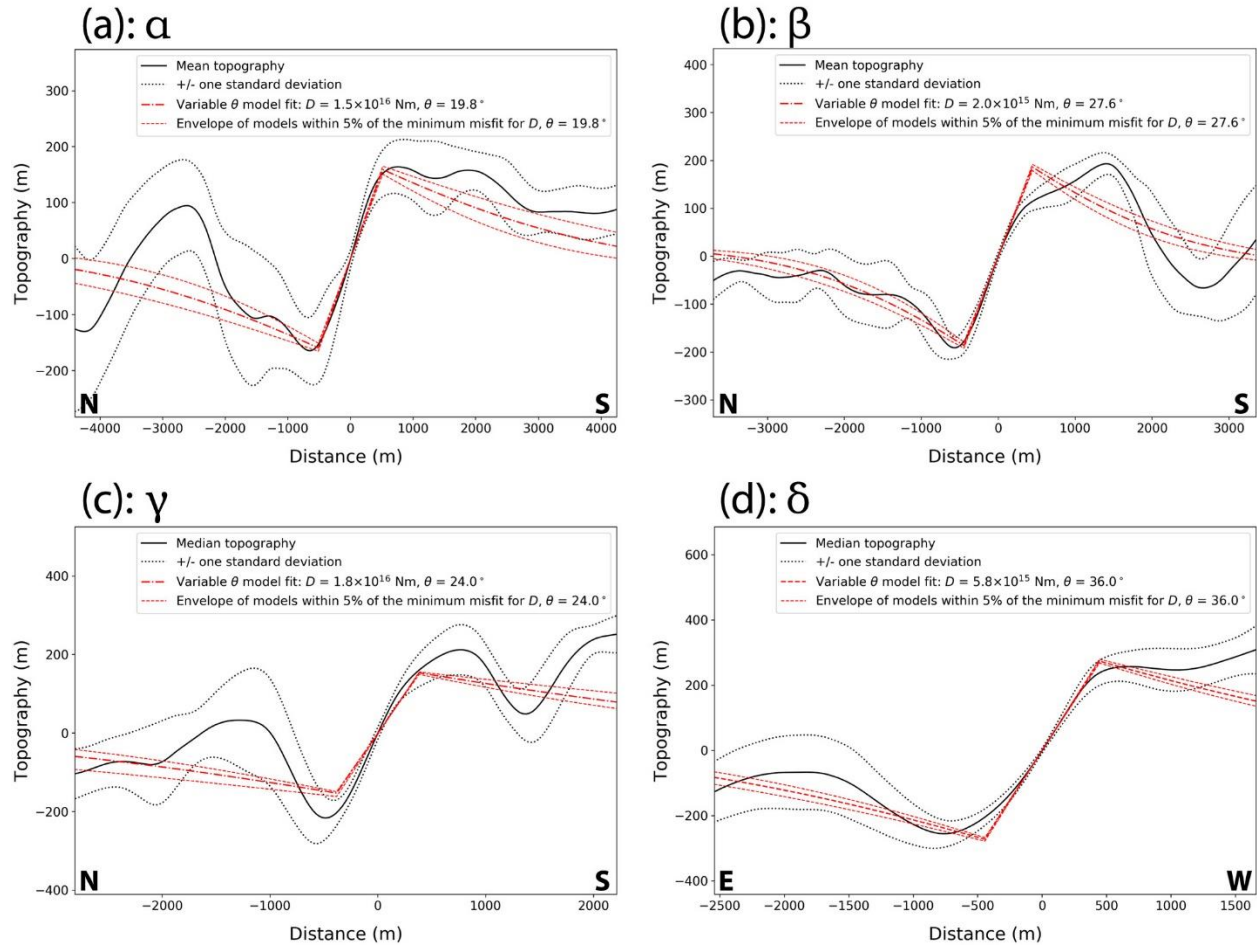 (a): α
Mean topography
+/- one standard deviation
Variable θ model fit: D = 1.5×10¹⁶ Nm, θ = 19.8°
Envelope of models within 5% of the minimum misfit for D, θ = 19.8°
300
200
100
0
−100
−200
Topography (m)
N
S
−4000 −3000 −2000 −1000 0 1000 2000 3000 4000
Distance (m)
(b): β
Mean topography
+/- one standard deviation
Variable θ model fit: D = 2.0×10¹⁵ Nm, θ = 27.6°
Envelope of models within 5% of the minimum misfit for D, θ = 27.6°
400
300
200
100
0
−100
−200
−300
Topography (m)
N
S
−3000 −2000 −1000 0 1000 2000 3000
Distance (m)
(c): γ
Median topography
+/- one standard deviation
Variable θ model fit: D = 1.8×10¹⁶ Nm, θ = 24.0°
Envelope of models within 5% of the minimum misfit for D, θ = 24.0°
400
200
0
−200
−400
Topography (m)
N
S
−2000 −1000 0 1000 2000
Distance (m)
(d): δ
Median topography
+/- one standard deviation
Variable θ model fit: D = 5.8×10¹⁵ Nm, θ = 36.0°
Envelope of models within 5% of the minimum misfit for D, θ = 36.0°
600
400
200
0
−200
−400
Topography (m)
E
W
−2500 −2000 −1500 −1000 −500 0 500 1000 1500
Distance (m)